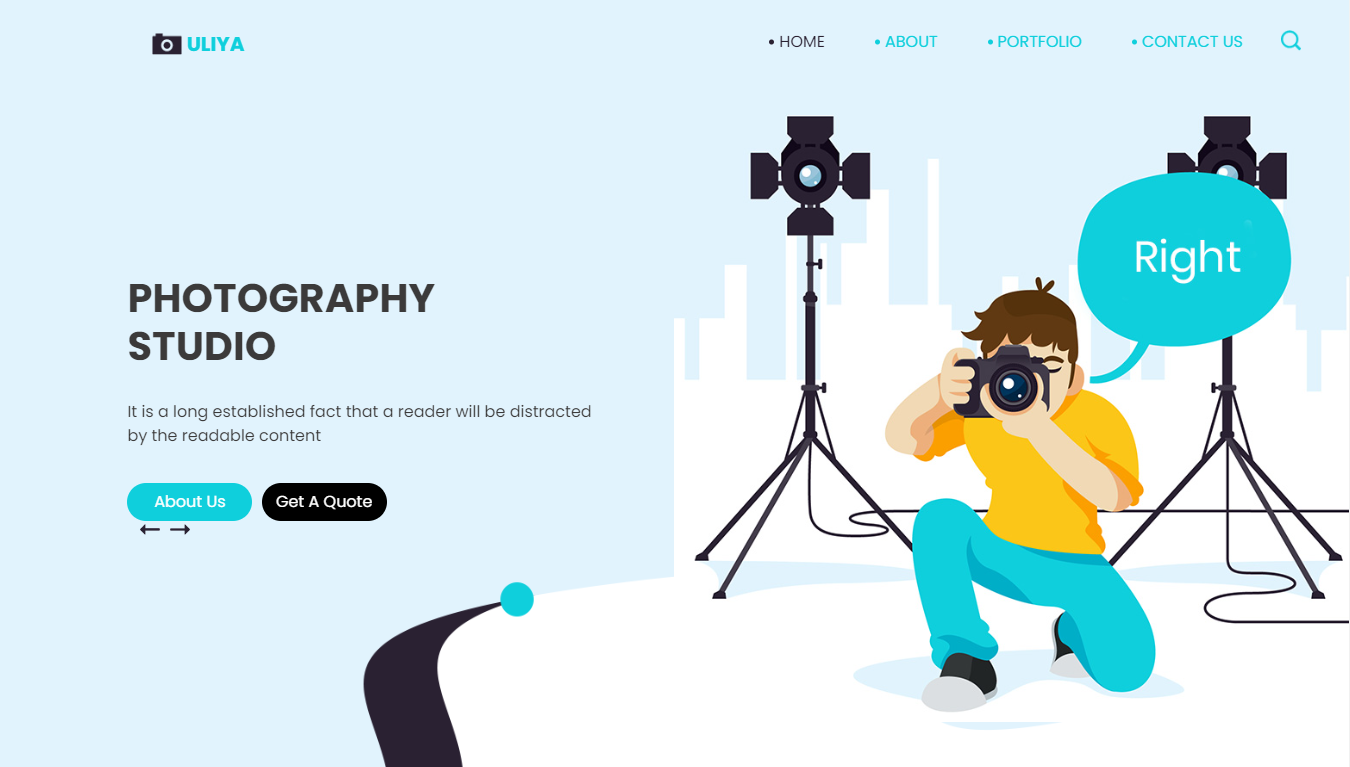 ULIYA
• HOME
• ABOUT
• PORTFOLIO
• CONTACT US
Right
PHOTOGRAPHY
STUDIO
It is a long established fact that a reader will be distracted
by the readable content
About Us
Get A Quote